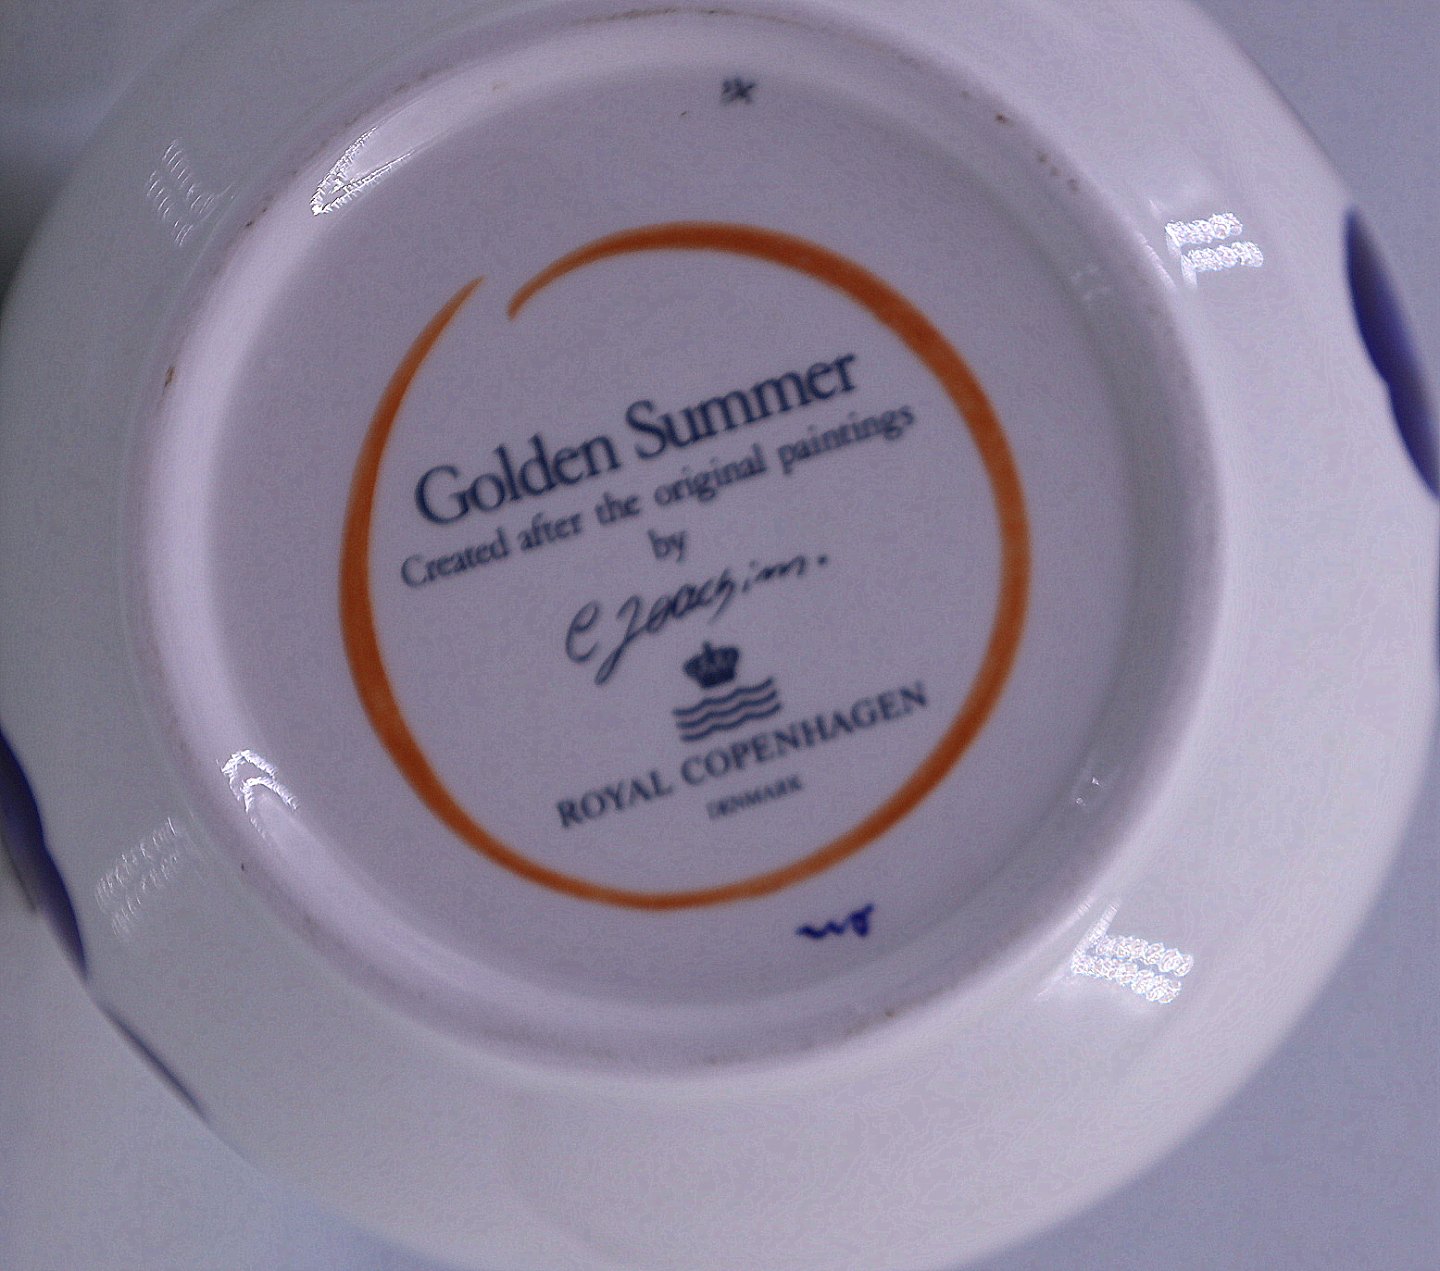 Golden Summer
Created after the original paintings
by
C Joachim.
ROYAL COPENHAGEN
DENMARK